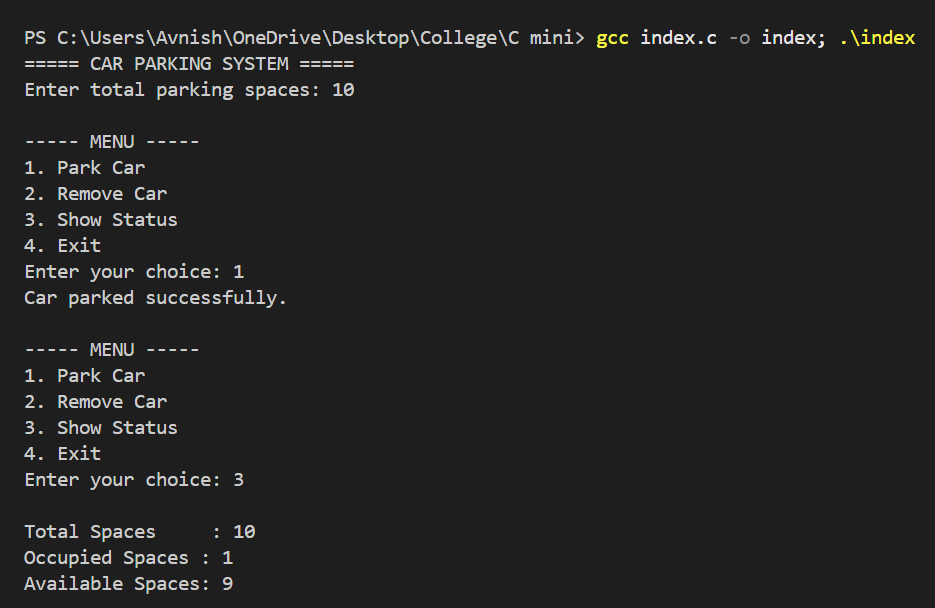 PS C:\Users\Avnish\OneDrive\Desktop\College\C mini> gcc index.c -o index; .\index
===== CAR PARKING SYSTEM =====
Enter total parking spaces: 10
----- MENU -----
1. Park Car
2. Remove Car
3. Show Status
4. Exit
Enter your choice: 1
Car parked successfully.
----- MENU -----
1. Park Car
2. Remove Car
3. Show Status
4. Exit
Enter your choice: 3
Total Spaces     : 10
Occupied Spaces : 1
Available Spaces: 9